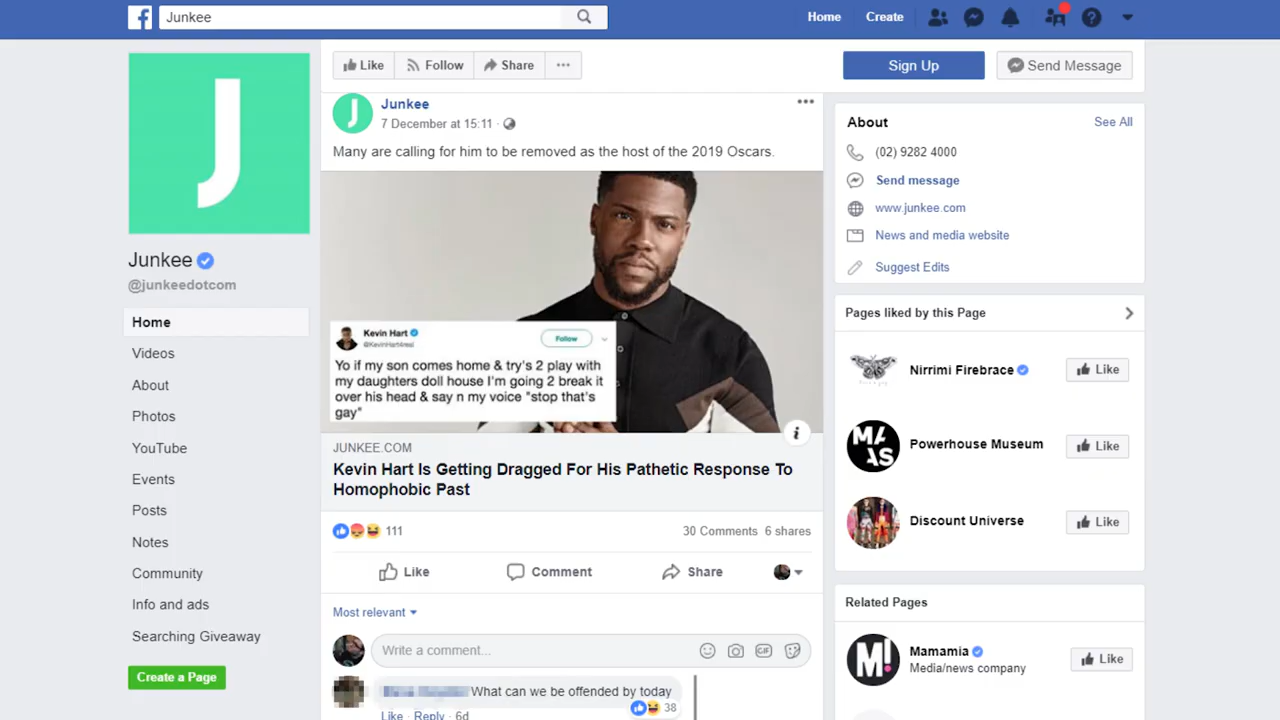 Junkee
Home
Create
Like
Follow
Share
Sign Up
Send Message
J
Junkee
@junkeedotcom
Home
Videos
About
Photos
YouTube
Events
Posts
Notes
Community
Info and ads
Searching Giveaway
Create a Page
Junkee
7 December at 15:11
Many are calling for him to be removed as the host of the 2019 Oscars.
Kevin Hart
@KevinHart4real
Follow
Yo if my son comes home & try's 2 play with
my daughters doll house I'm going 2 break it
over his head & say n my voice "stop that's
gay"
JUNKEE.COM
Kevin Hart Is Getting Dragged For His Pathetic Response To
Homophobic Past
111
30 Comments 6 shares
Like
Comment
Share
Most relevant
Write a comment...
GIF
What can we be offended by today
38
Like · Reply · 6d
About
See All
(02) 9282 4000
Send message
www.junkee.com
News and media website
Suggest Edits
Pages liked by this Page
Nirrimi Firebrace
Like
MA
AS
Powerhouse Museum
Like
Discount Universe
Like
Related Pages
M!
Mamamia
Media/news company
Like